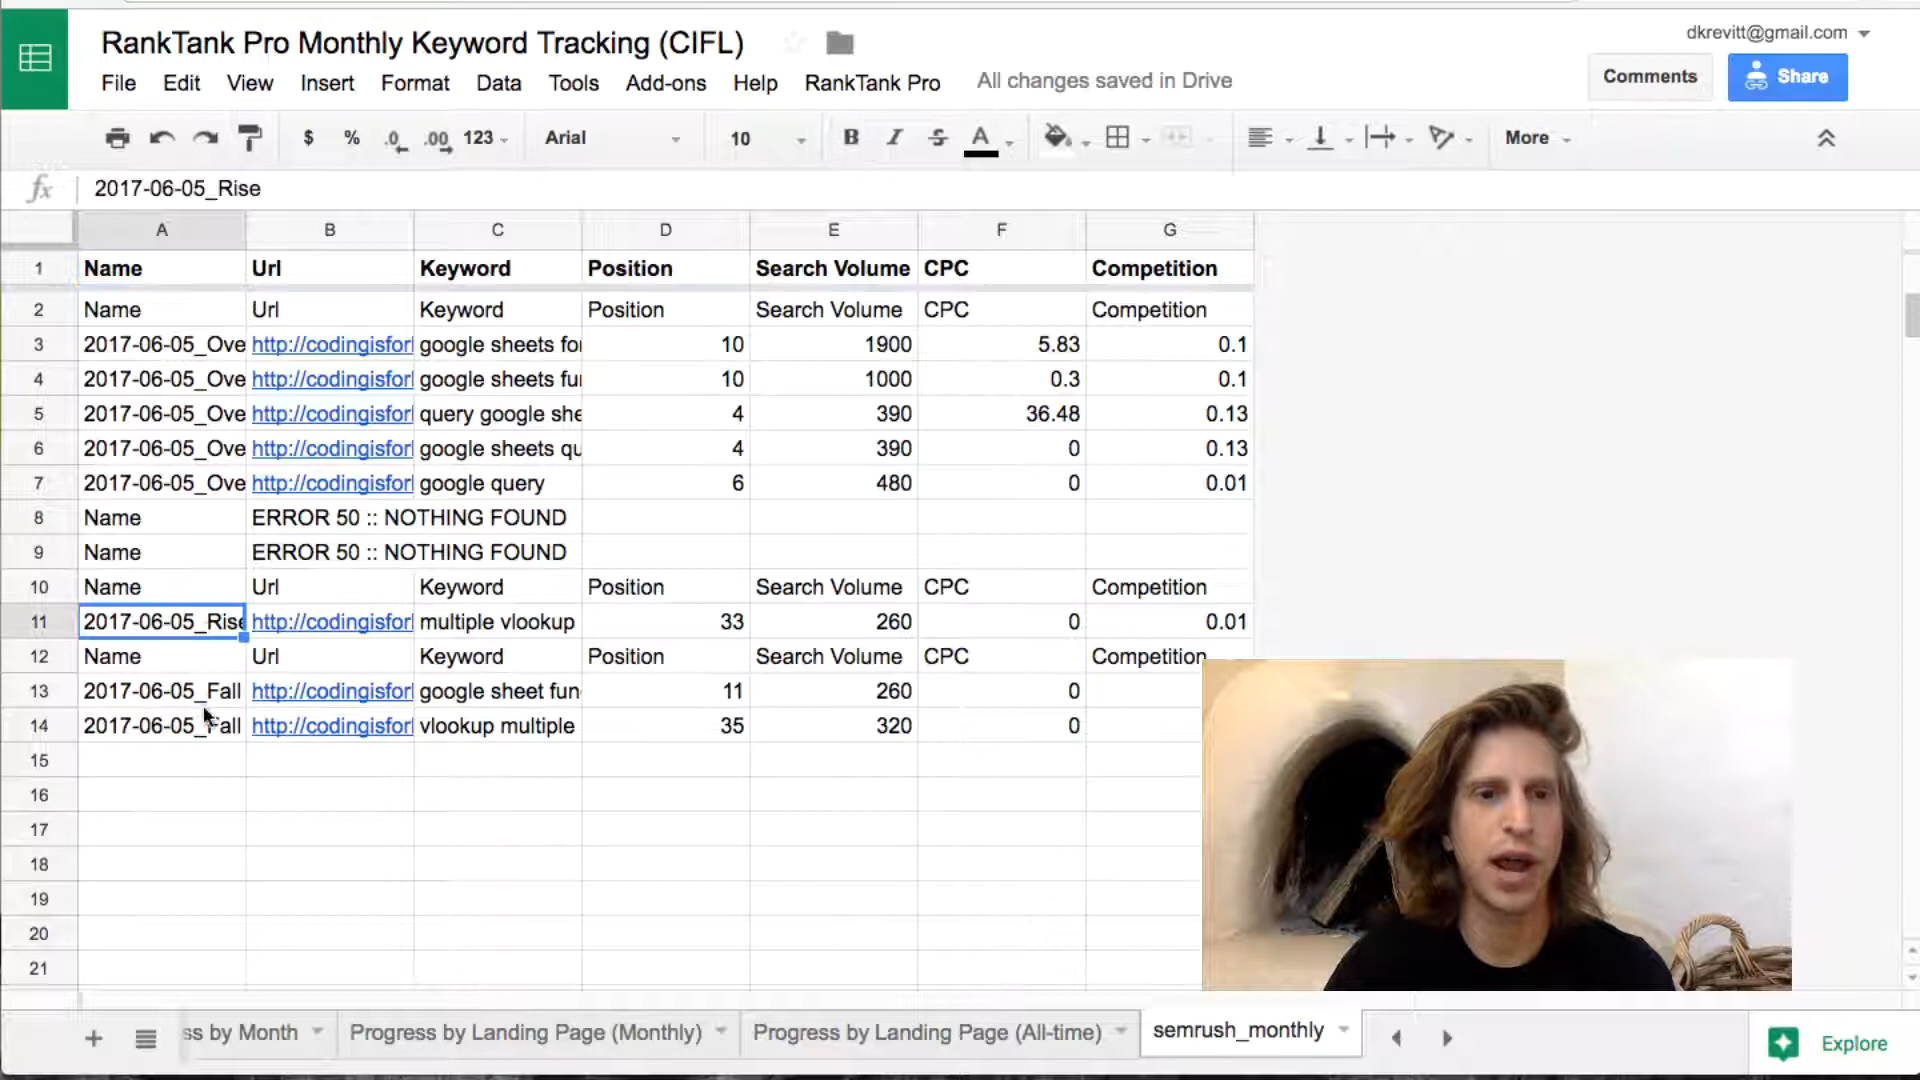 RankTank Pro Monthly Keyword Tracking (CIFL)
dkrevitt@gmail.com
File Edit View Insert Format Data Tools Add-ons Help RankTank Pro All changes saved in Drive
Comments Share
$ % .0 .00 123 Arial 10 B I S A More
fx 2017-06-05_Rise
A B C D E F G
1 Name Url Keyword Position Search Volume CPC Competition
2 Name Url Keyword Position Search Volume CPC Competition
3 2017-06-05_Ove http://codingisforl google sheets for 10 1900 5.83 0.1
4 2017-06-05_Ove http://codingisforl google sheets fun 10 1000 0.3 0.1
5 2017-06-05_Ove http://codingisforl query google she 4 390 36.48 0.13
6 2017-06-05_Ove http://codingisforl google sheets qu 4 390 0 0.13
7 2017-06-05_Ove http://codingisforl google query 6 480 0 0.01
8 Name ERROR 50 :: NOTHING FOUND
9 Name ERROR 50 :: NOTHING FOUND
10 Name Url Keyword Position Search Volume CPC Competition
11 2017-06-05_Rise http://codingisforl multiple vlookup 33 260 0 0.01
12 Name Url Keyword Position Search Volume CPC Competition
13 2017-06-05_Fall http://codingisforl google sheet fun 11 260 0
14 2017-06-05_Fall http://codingisforl vlookup multiple 35 320 0
15
16
17
18
19
20
21
ss by Month Progress by Landing Page (Monthly) Progress by Landing Page (All-time) semrush_monthly Explore